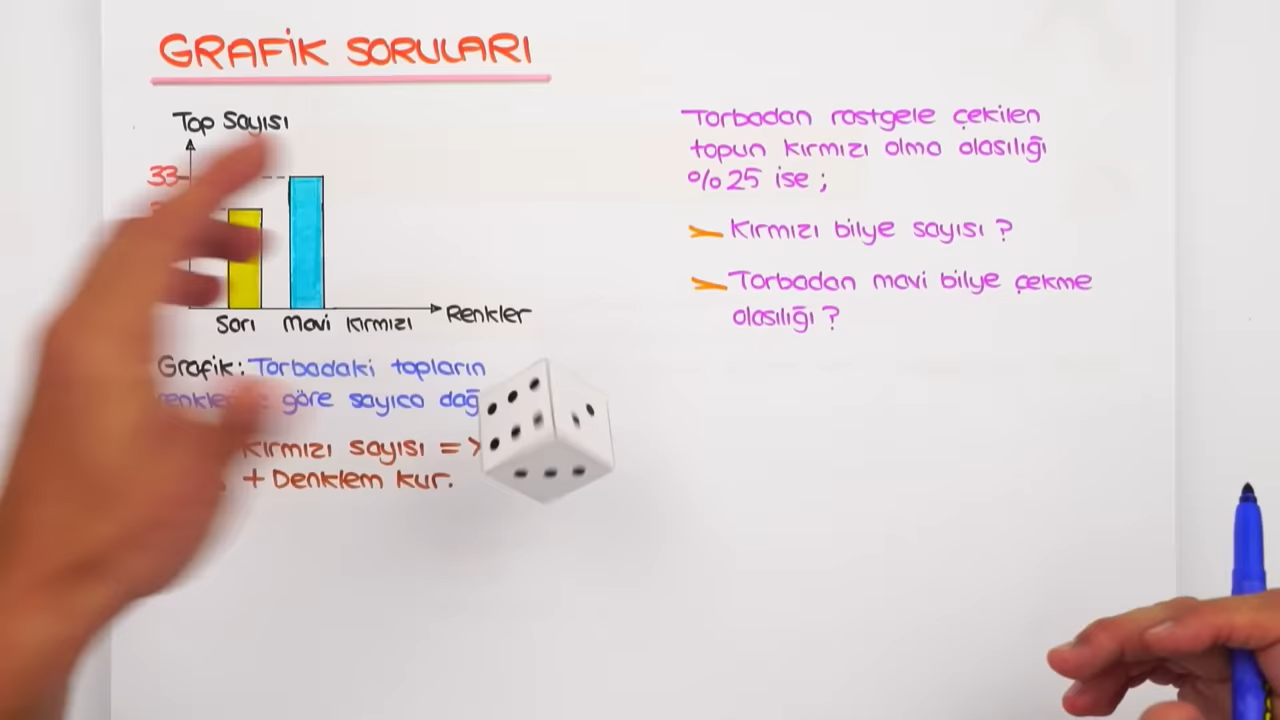 GRAFİK SORULARI
Top Sayısı
33
Sarı Mavi Kırmızı Renkler
Grafik: Torbadaki topların
göre sayıca
Kırmızı sayısı =>
+ Denklem kur.
Torbadan rastgele çekilen
topun kırmızı olma olasılığı
%25 ise ;
Kırmızı bilye sayısı ?
Torbadan mavi bilye çekme
olasılığı ?